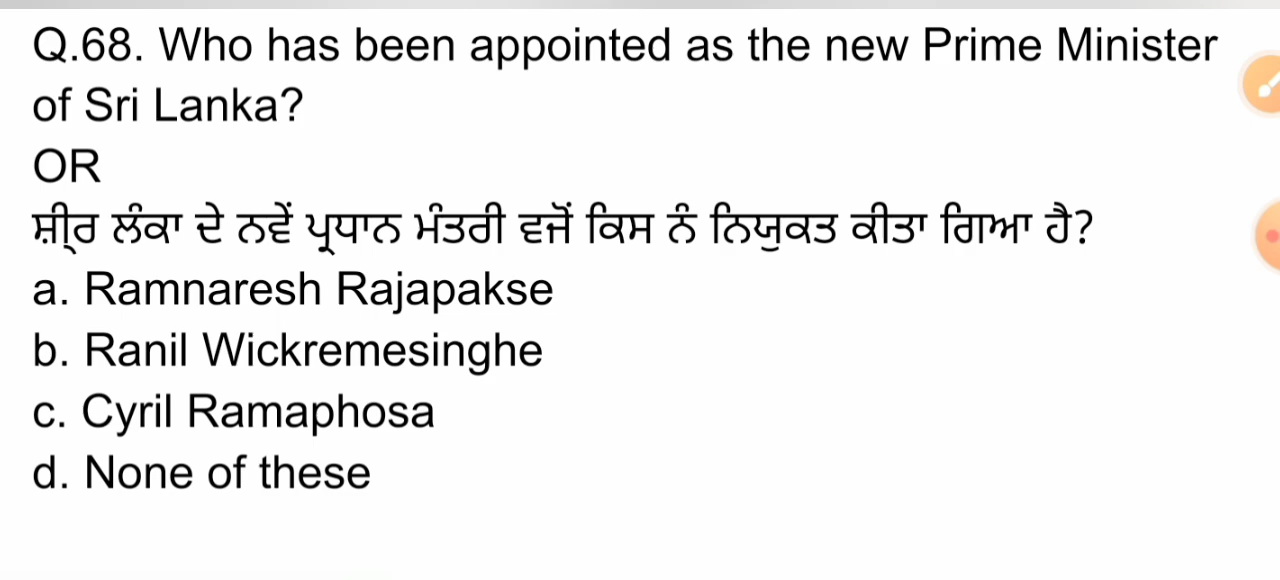 Q.68. Who has been appointed as the new Prime Minister
of Sri Lanka?
OR
ਸ਼੍ਰੀ ਲੰਕਾ ਦੇ ਨਵੇਂ ਪ੍ਰਧਾਨ ਮੰਤਰੀ ਵਜੋਂ ਕਿਸ ਨੰ ਨਿਯੁਕਤ ਕੀਤਾ ਗਿਆ ਹੈ?
a. Ramnaresh Rajapakse
b. Ranil Wickremesinghe
c. Cyril Ramaphosa
d. None of these